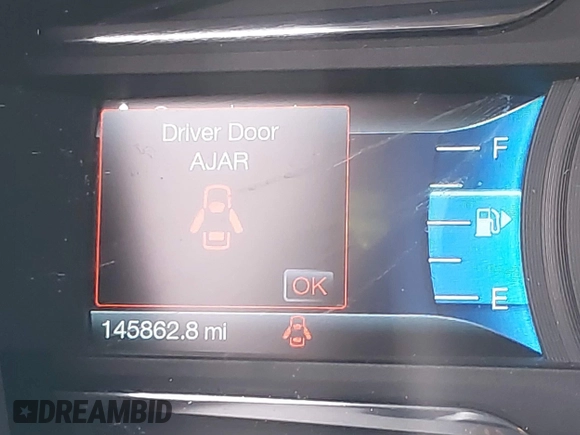 Driver Door
AJAR
OK
F
E
145862.8 mi
DREAMBID